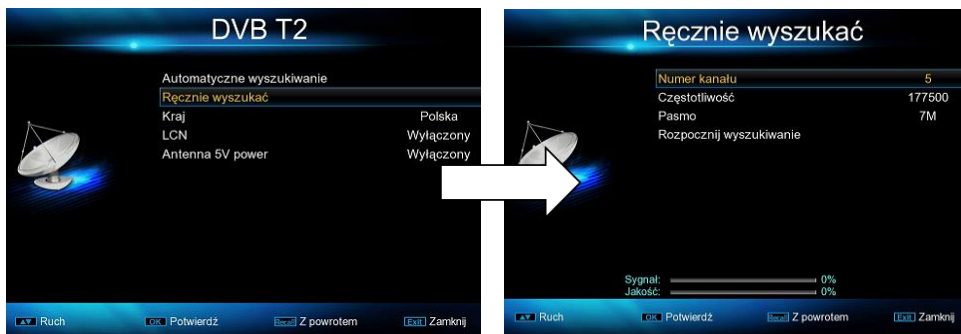 DVB T2
Automatyczne wyszukiwanie
Ręcznie wyszukać
Kraj Polska
LCN Wyłączony
Antenna 5V power Wyłączony
▲▼ Ruch OK Potwierdź Recall Z powrotem Exit Zamknij
Ręcznie wyszukać
Numer kanału 5
Częstotliwość 177500
Pasmo 7M
Rozpocznij wyszukiwanie
Sygnał: 0%
Jakość: 0%
▲▼ Ruch OK Potwierdź Recall Z powrotem Exit Zamknij